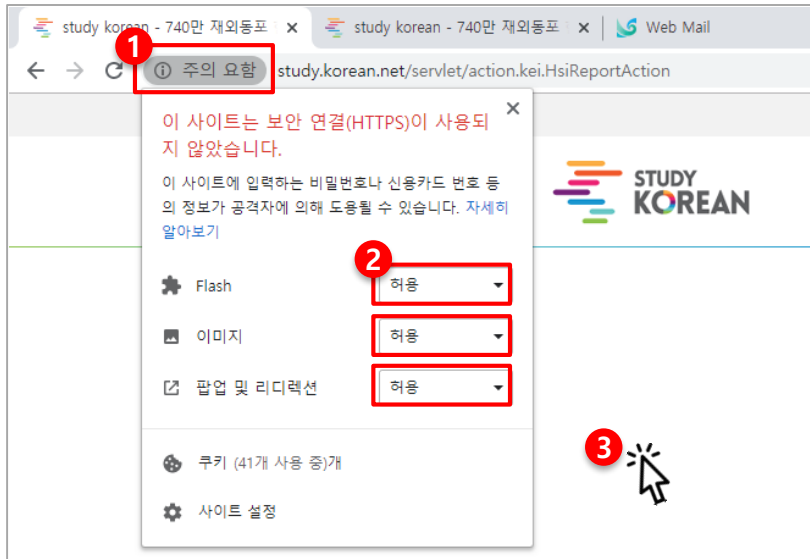 study korean - 740만 재외동포
study korean - 740만 재외동포
Web Mail
1
주의 요함
study.korean.net/servlet/action.kei.HsiReportAction
이 사이트는 보안 연결(HTTPS)이 사용되
지 않았습니다.
이 사이트에 입력하는 비밀번호나 신용카드 번호 등
의 정보가 공격자에 의해 도용될 수 있습니다. 자세히
알아보기
STUDY
KOREAN
2
Flash 허용
이미지 허용
팝업 및 리디렉션 허용
3
쿠키 (41개 사용 중)개
사이트 설정